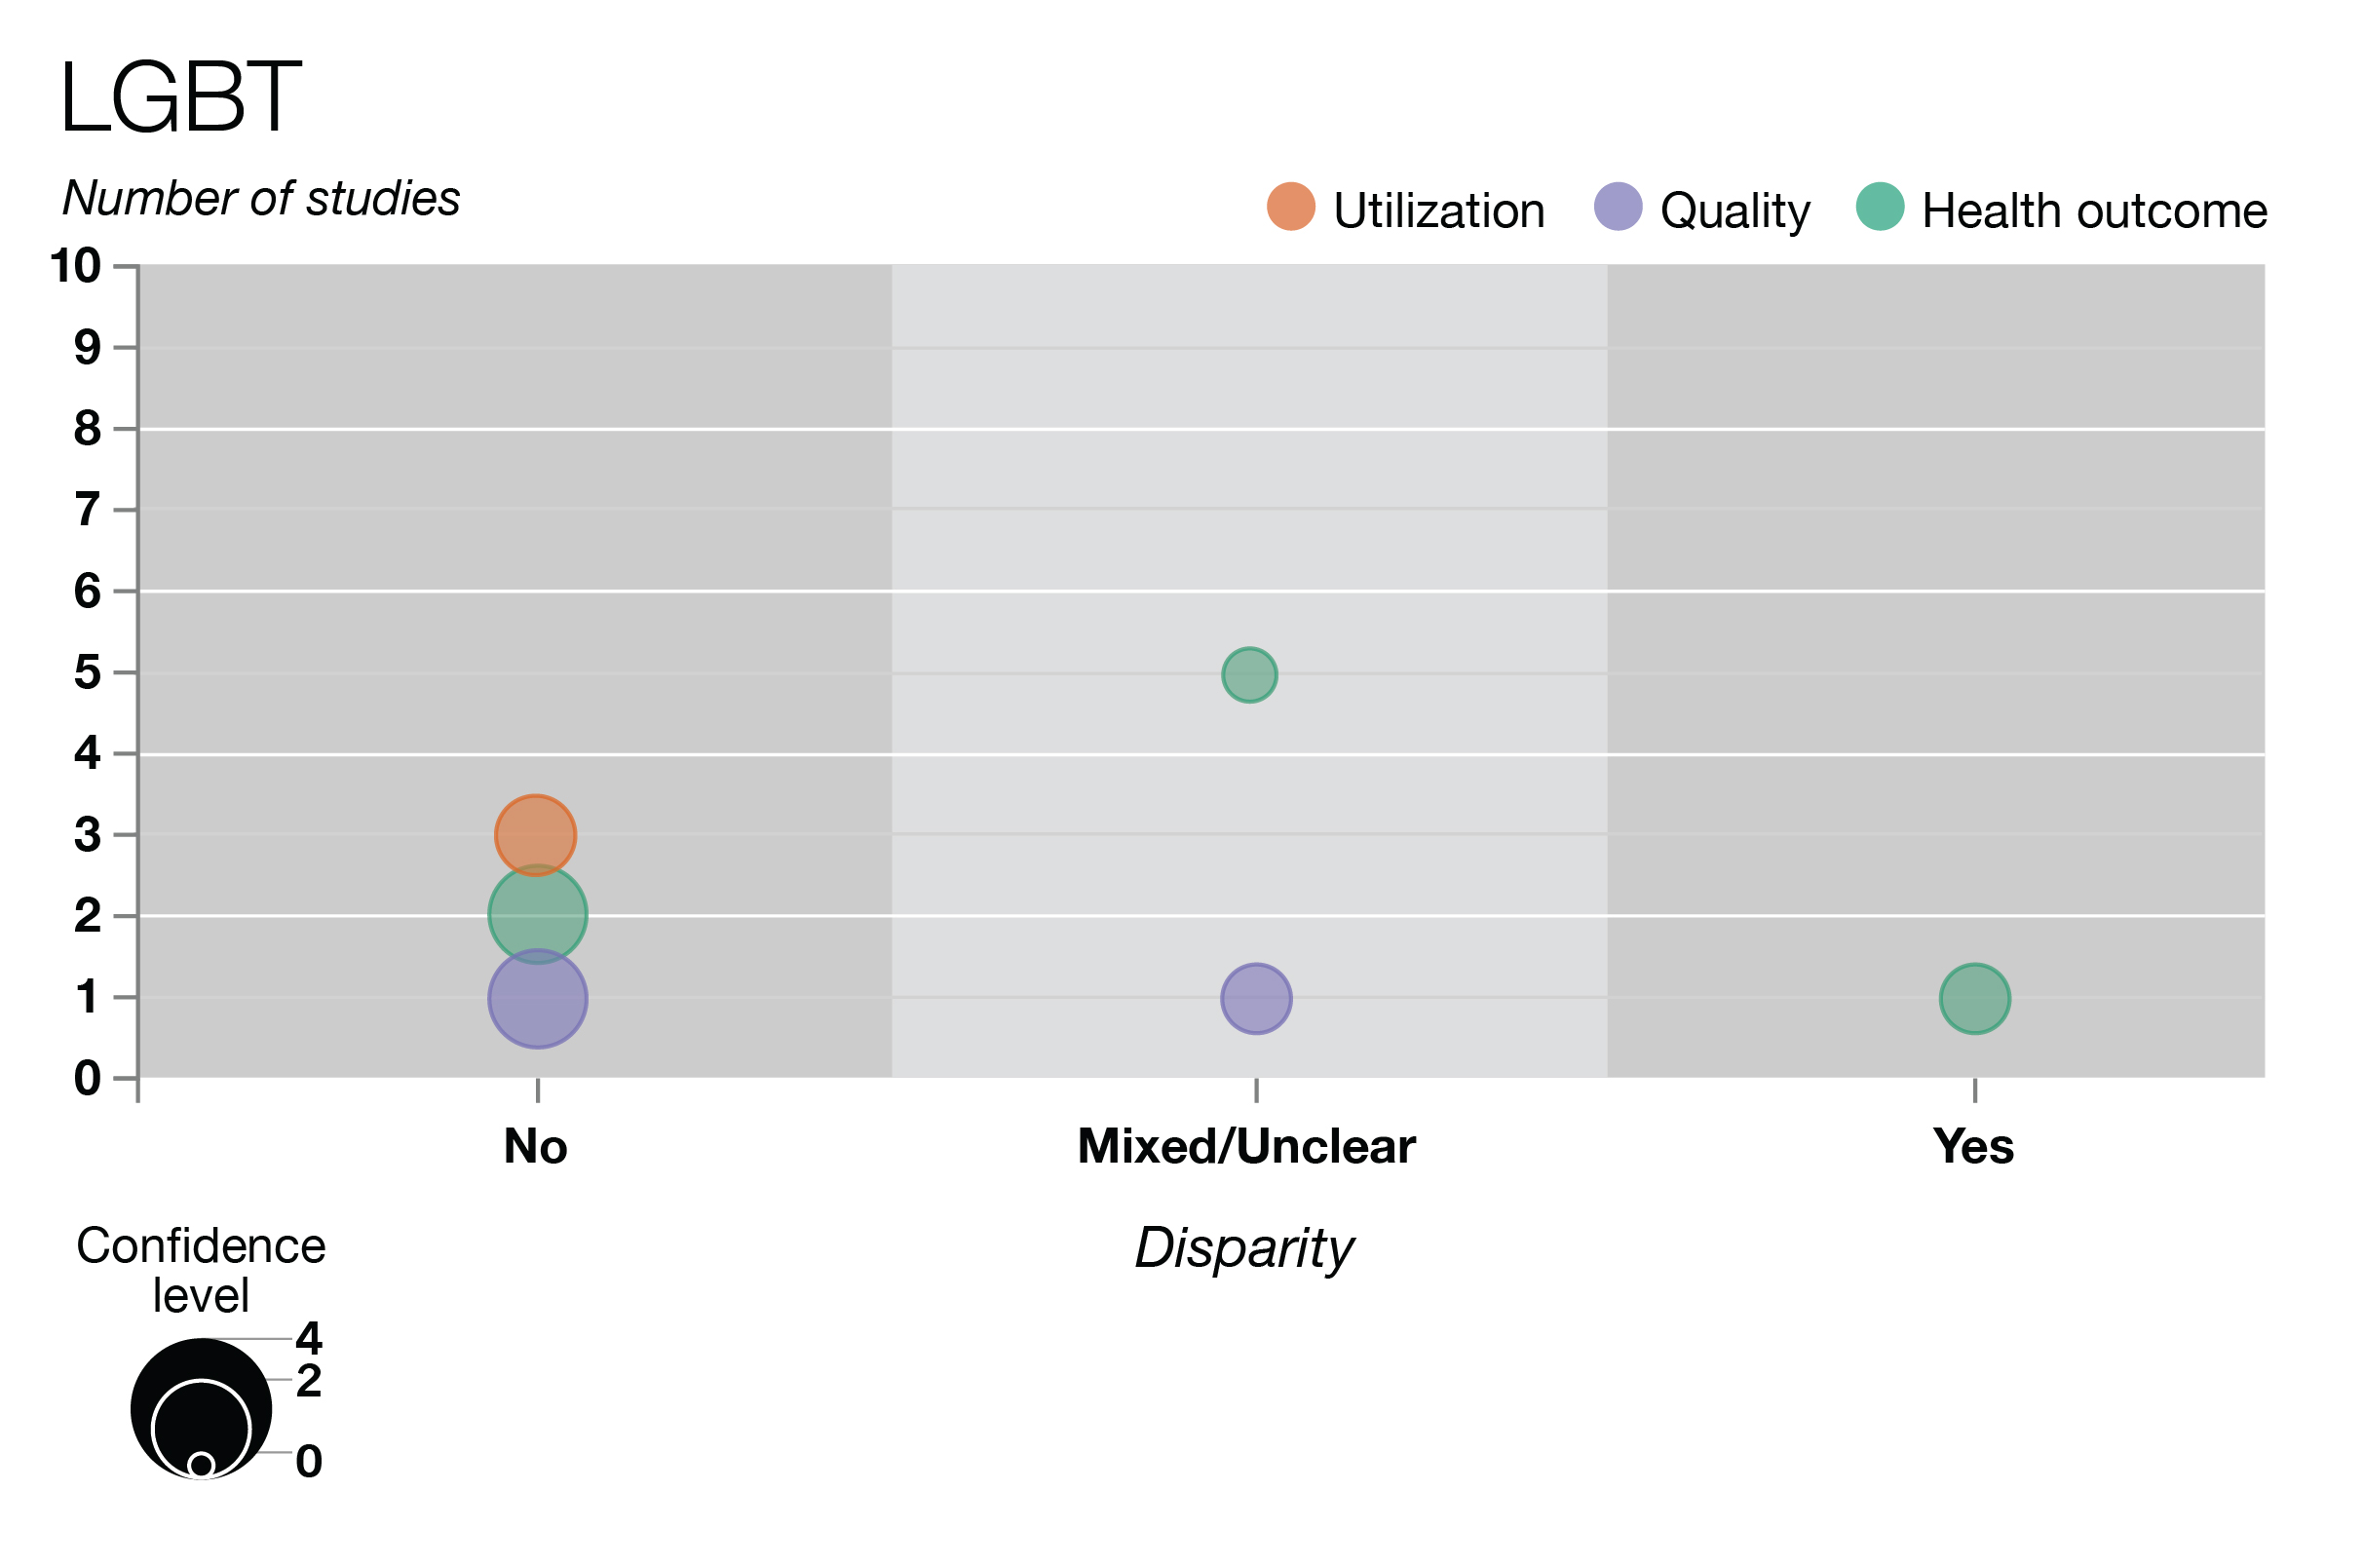 LGBT
Number of studies
Utilization Quality Health outcome
10
9
8
7
6
5
4
3
2
1
0
No Mixed/Unclear Yes
Disparity
Confidence
level
4
2
0